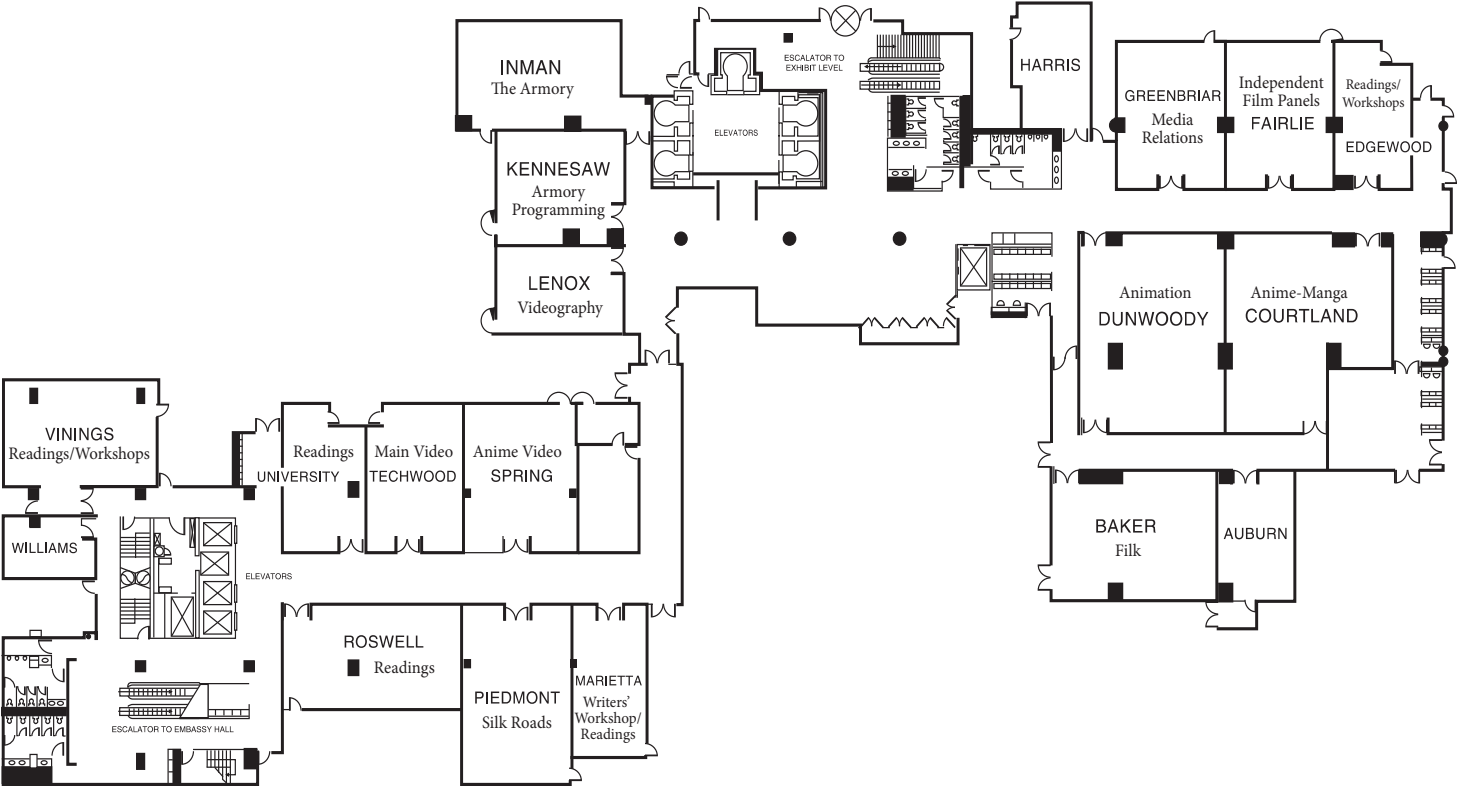 INMAN
The Armory
ESCALATOR TO
EXHIBIT LEVEL
ELEVATORS
HARRIS
GREENBRIAR
Media
Relations
Independent
Film Panels
FAIRLIE
Readings/
Workshops
EDGEWOOD
KENNESAW
Armory
Programming
LENOX
Videography
Animation
DUNWOODY
Anime-Manga
COURTLAND
VININGS
Readings/Workshops
Readings
UNIVERSITY
Main Video
TECHWOOD
Anime Video
SPRING
WILLIAMS
ELEVATORS
BAKER
Filk
AUBURN
ROSWELL
Readings
PIEDMONT
Silk Roads
MARIETTA
Writers'
Workshop/
Readings
ESCALATOR TO EMBASSY HALL